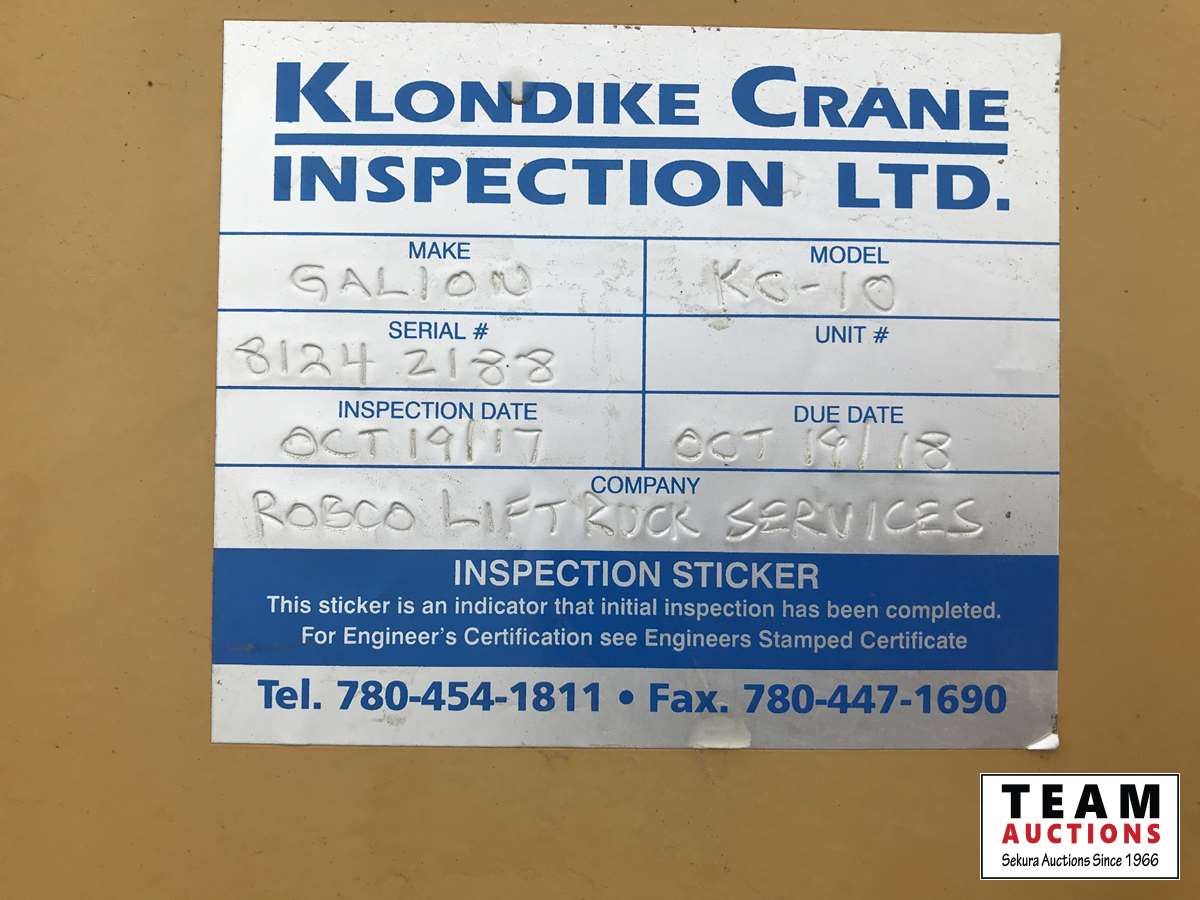 KLONDIKE CRANE
INSPECTION LTD.
MAKE
GALION
MODEL
KG-10
SERIAL #
8124 2188
UNIT #
INSPECTION DATE
OCT 19/17
DUE DATE
OCT 19/18
COMPANY
ROBCO LIFTRUCK SERVICES
INSPECTION STICKER
This sticker is an indicator that initial inspection has been completed.
For Engineer's Certification see Engineers Stamped Certificate
Tel. 780-454-1811 • Fax. 780-447-1690
TEAM
AUCTIONS
Sekura Auctions Since 1966